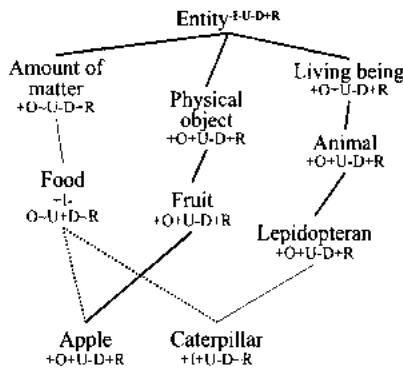 Entity -I-U-D+R
Amount of
matter
+O~U-D+R
Living being
+O~U-D+R
Physical
object
+O+U-D+R
Animal
+O+U-D+R
Food
+I-
O~U+D~R
Fruit
+O+U-D+R
Lepidopteran
+O+U-D+R
Apple
+O+U-D+R
Caterpillar
+I+U-D~R